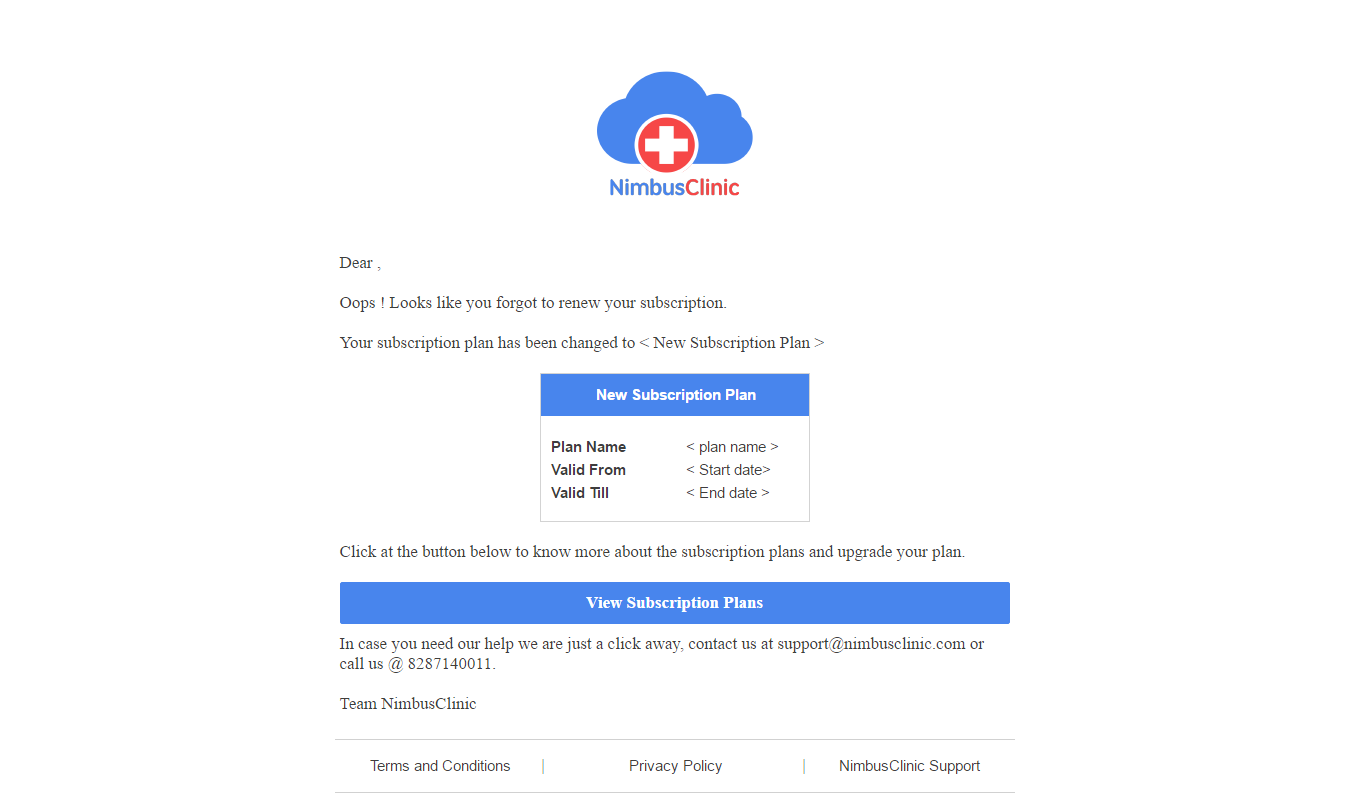 NimbusClinic
Dear ,
Oops ! Looks like you forgot to renew your subscription.
Your subscription plan has been changed to < New Subscription Plan >
New Subscription Plan
Plan Name < plan name >
Valid From < Start date>
Valid Till < End date >
Click at the button below to know more about the subscription plans and upgrade your plan.
View Subscription Plans
In case you need our help we are just a click away, contact us at support@nimbusclinic.com or
call us @ 8287140011.
Team NimbusClinic
Terms and Conditions | Privacy Policy | NimbusClinic Support